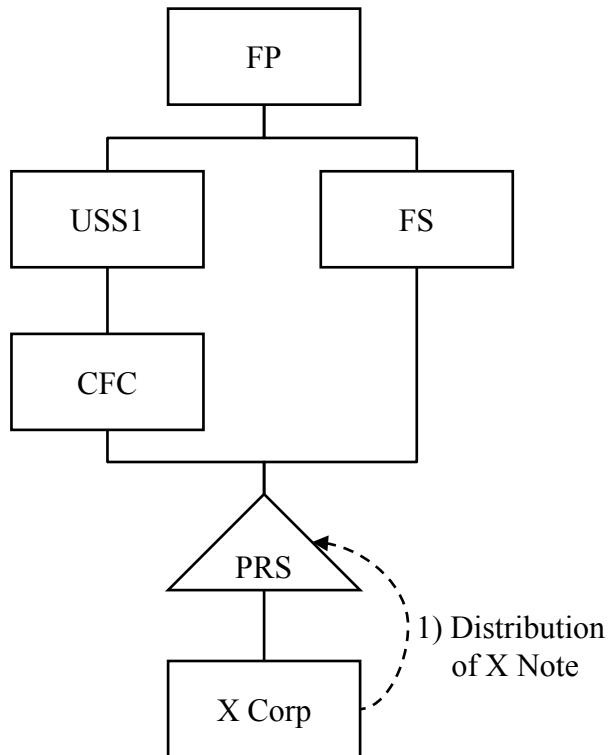 FP
USS1
FS
CFC
PRS
1) Distribution
of X Note
X Corp